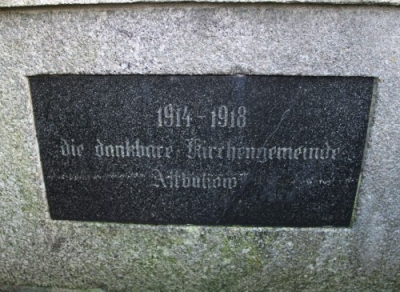 1914-1918
die dankbare Kirchengemeinde
Altbukow